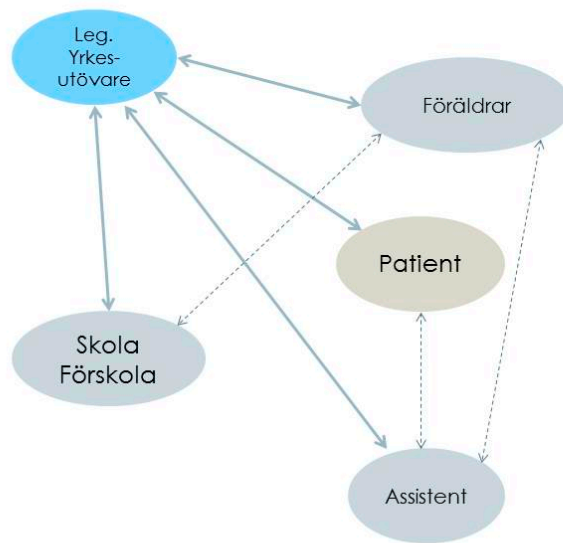 Leg.
Yrkes-
utövare
Föräldrar
Patient
Skola
Förskola
Assistent